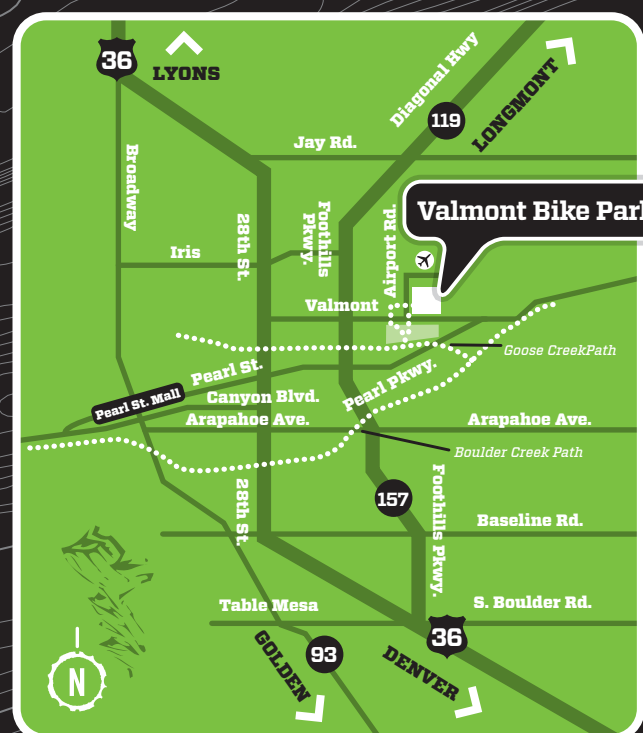 36
LYONS
Diagonal Hwy
LONGMONT
119
Jay Rd.
Broadway
28th St.
Foothills
Pkwy.
Airport Rd.
Valmont Bike Park
Iris
Valmont
Goose CreekPath
Pearl St.
Pearl Pkwy.
Canyon Blvd.
Pearl St. Mall
Arapahoe Ave.
Arapahoe Ave.
Boulder Creek Path
28th St.
157
Foothills Pkwy.
Baseline Rd.
Table Mesa
S. Boulder Rd.
36
93
GOLDEN
DENVER
N